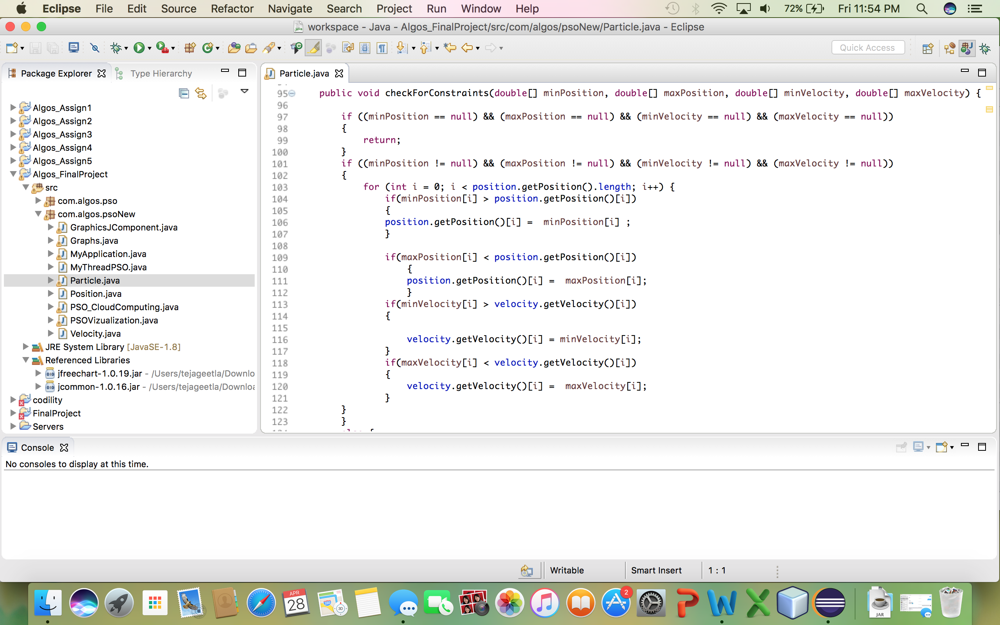 Eclipse File Edit Source Refactor Navigate Search Project Run Window Help 72% Fri 11:54 PM
workspace - Java - Algos_FinalProject/src/com/algos/psoNew/Particle.java - Eclipse
Quick Access
Package Explorer Type Hierarchy
Algos_Assign1
Algos_Assign2
Algos_Assign3
Algos_Assign4
Algos_Assign5
Algos_FinalProject
src
com.algos.pso
com.algos.psoNew
GraphicsJComponent.java
Graphs.java
MyApplication.java
MyThreadPSO.java
Particle.java
Position.java
PSO_CloudComputing.java
PSOVizualization.java
Velocity.java
JRE System Library [JavaSE-1.8]
Referenced Libraries
jfreechart-1.0.19.jar - /Users/tejageetla/Downlo
jcommon-1.0.16.jar - /Users/tejageetla/Downloa
codility
FinalProject
Servers
Particle.java
95 public void checkForConstraints(double[] minPosition, double[] maxPosition, double[] minVelocity, double[] maxVelocity) {
96
97 if ((minPosition == null) && (maxPosition == null) && (minVelocity == null) && (maxVelocity == null))
98 {
99 return;
100 }
101 if ((minPosition != null) && (maxPosition != null) && (minVelocity != null) && (maxVelocity != null))
102 {
103 for (int i = 0; i < position.getPosition().length; i++) {
104 if(minPosition[i] > position.getPosition()[i])
105 {
106 position.getPosition()[i] =  minPosition[i] ;
107 }
108
109 if(maxPosition[i] < position.getPosition()[i])
110 {
111 position.getPosition()[i] =  maxPosition[i];
112 }
113 if(minVelocity[i] > velocity.getVelocity()[i])
114 {
115
116 velocity.getVelocity()[i] = minVelocity[i];
117 }
118 if(maxVelocity[i] < velocity.getVelocity()[i])
119 {
120 velocity.getVelocity()[i] =  maxVelocity[i];
121 }
122 }
123 }
Console
No consoles to display at this time.
Writable Smart Insert 1 : 1
APR
28
280
3D
2
JAR